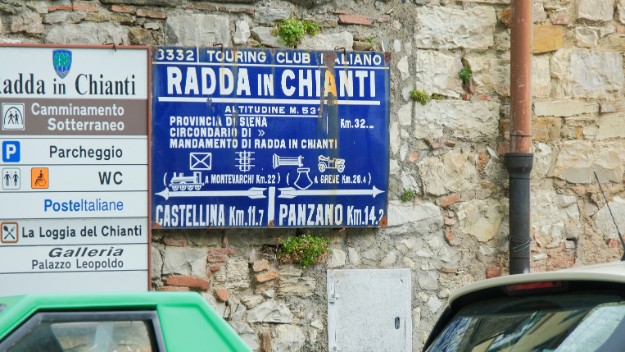 Radda in Chianti
Camminamento
Sotterraneo
P Parcheggio
WC
PosteItaliane
La Loggia del Chianti
Galleria
Palazzo Leopoldo
3332 TOURING CLUB ITALIANO
RADDA IN CHIANTI
ALTITUDINE M. 53
PROVINCIA DI SIENA Km. 32
CIRCONDARIO DI »
MANDAMENTO DI RADDA IN CHIANTI
(A MONTEVARCHI Km. 22) (A GREVE Km. 26.4)
CASTELLINA Km. 11.7 PANZANO Km. 14.2